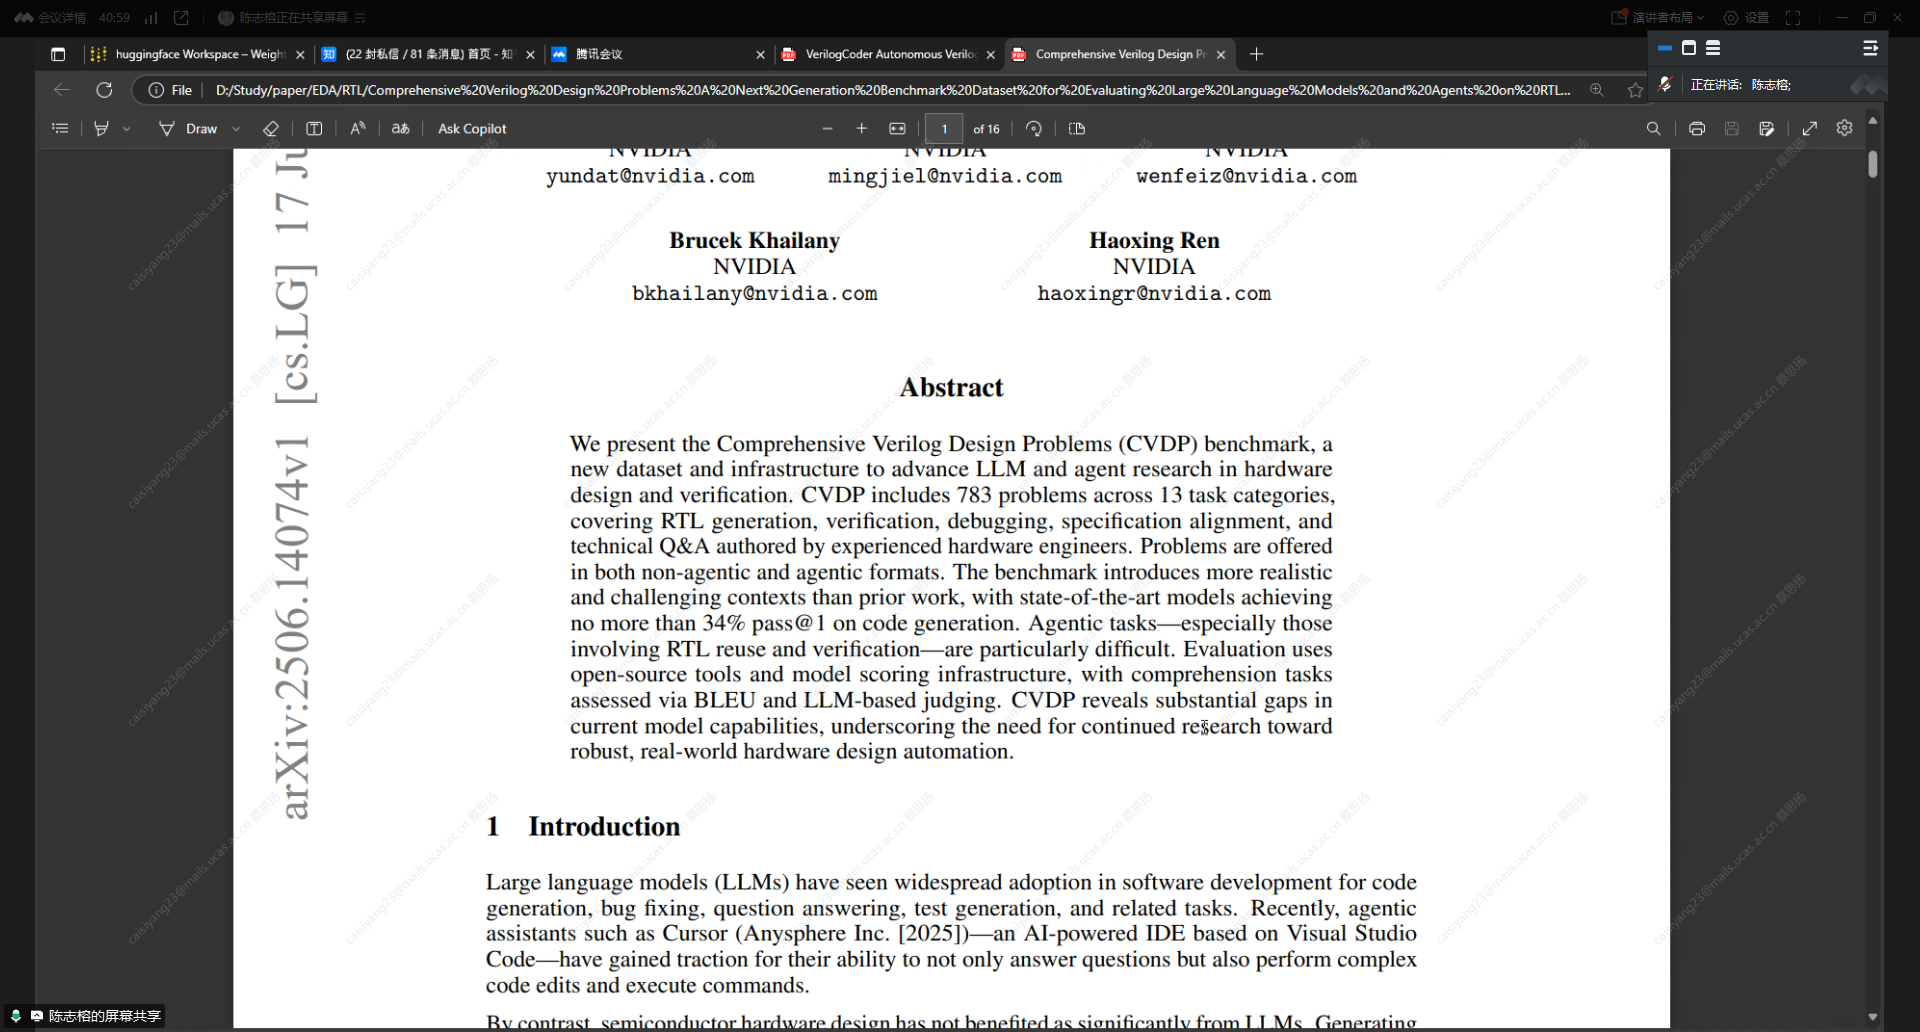 会议详情 40:59 陈志榕正在共享屏幕 演讲者布局 设置
huggingface Workspace – Weight (22 封私信 / 81 条消息) 首页 - 知 腾讯会议 VerilogCoder Autonomous Verilo Comprehensive Verilog Design Pr
File D:/Study/paper/EDA/RTL/Comprehensive%20Verilog%20Design%20Problems%20A%20Next%20Generation%20Benchmark%20Dataset%20for%20Evaluating%20Large%20Language%20Models%20and%20Agents%20on%20RTL...
正在讲话: 陈志榕;
Draw Ask Copilot 1 of 16
NVIDIA NVIDIA NVIDIA
yundat@nvidia.com mingjiel@nvidia.com wenfeiz@nvidia.com
Brucek Khailany Haoxing Ren
NVIDIA NVIDIA
bkhailany@nvidia.com haoxingr@nvidia.com
arXiv:2506.14074v1 [cs.LG] 17 Ju
Abstract
We present the Comprehensive Verilog Design Problems (CVDP) benchmark, a
new dataset and infrastructure to advance LLM and agent research in hardware
design and verification. CVDP includes 783 problems across 13 task categories,
covering RTL generation, verification, debugging, specification alignment, and
technical Q&A authored by experienced hardware engineers. Problems are offered
in both non-agentic and agentic formats. The benchmark introduces more realistic
and challenging contexts than prior work, with state-of-the-art models achieving
no more than 34% pass@1 on code generation. Agentic tasks—especially those
involving RTL reuse and verification—are particularly difficult. Evaluation uses
open-source tools and model scoring infrastructure, with comprehension tasks
assessed via BLEU and LLM-based judging. CVDP reveals substantial gaps in
current model capabilities, underscoring the need for continued research toward
robust, real-world hardware design automation.
1 Introduction
Large language models (LLMs) have seen widespread adoption in software development for code
generation, bug fixing, question answering, test generation, and related tasks. Recently, agentic
assistants such as Cursor (Anysphere Inc. [2025])—an AI-powered IDE based on Visual Studio
Code—have gained traction for their ability to not only answer questions but also perform complex
code edits and execute commands.
By contrast, semiconductor hardware design has not benefited as significantly from LLMs. Generating
陈志榕的屏幕共享
caisiyang23@mails.ucas.ac.cn 蔡思扬